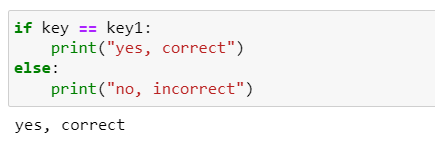 if key == key1:
    print("yes, correct")
else:
    print("no, incorrect")
yes, correct